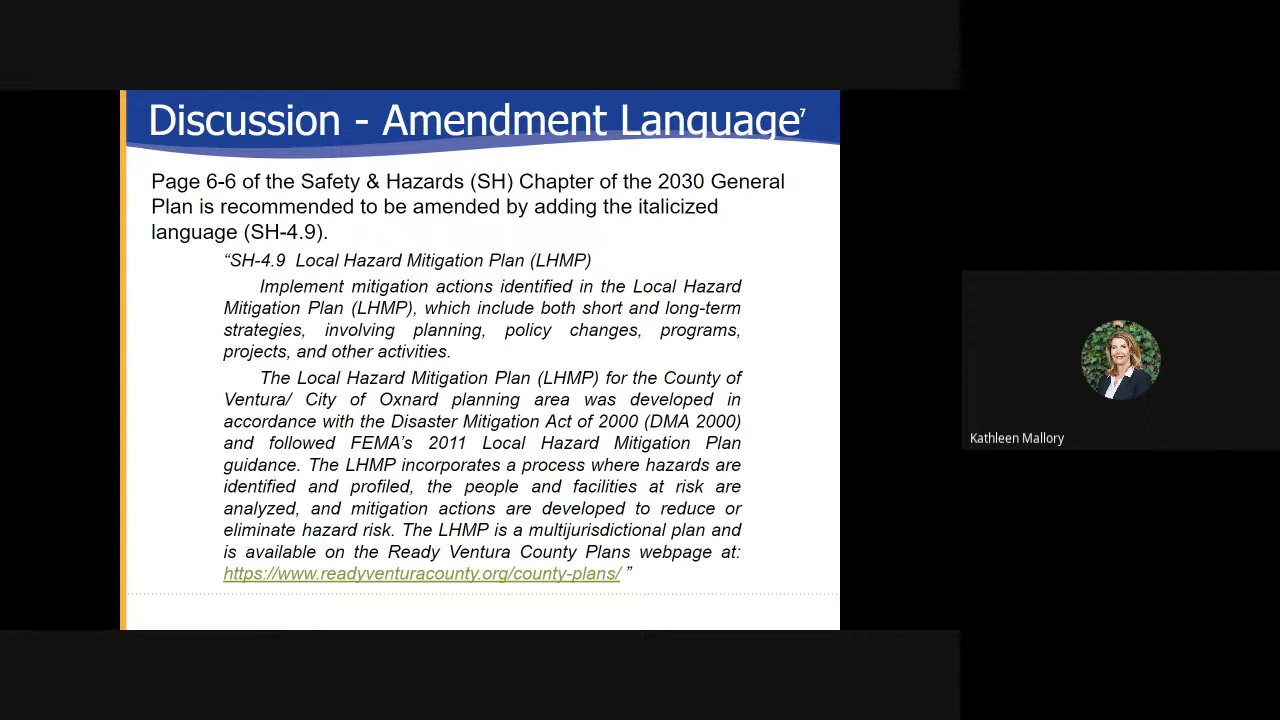 Discussion - Amendment Language
7
Page 6-6 of the Safety & Hazards (SH) Chapter of the 2030 General
Plan is recommended to be amended by adding the italicized
language (SH-4.9).
“SH-4.9 Local Hazard Mitigation Plan (LHMP)
Implement mitigation actions identified in the Local Hazard
Mitigation Plan (LHMP), which include both short and long-term
strategies, involving planning, policy changes, programs,
projects, and other activities.
The Local Hazard Mitigation Plan (LHMP) for the County of
Ventura/ City of Oxnard planning area was developed in
accordance with the Disaster Mitigation Act of 2000 (DMA 2000)
and followed FEMA’s 2011 Local Hazard Mitigation Plan
guidance. The LHMP incorporates a process where hazards are
identified and profiled, the people and facilities at risk are
analyzed, and mitigation actions are developed to reduce or
eliminate hazard risk. The LHMP is a multijurisdictional plan and
is available on the Ready Ventura County Plans webpage at:
https://www.readyventuracounty.org/county-plans/ ”
Kathleen Mallory